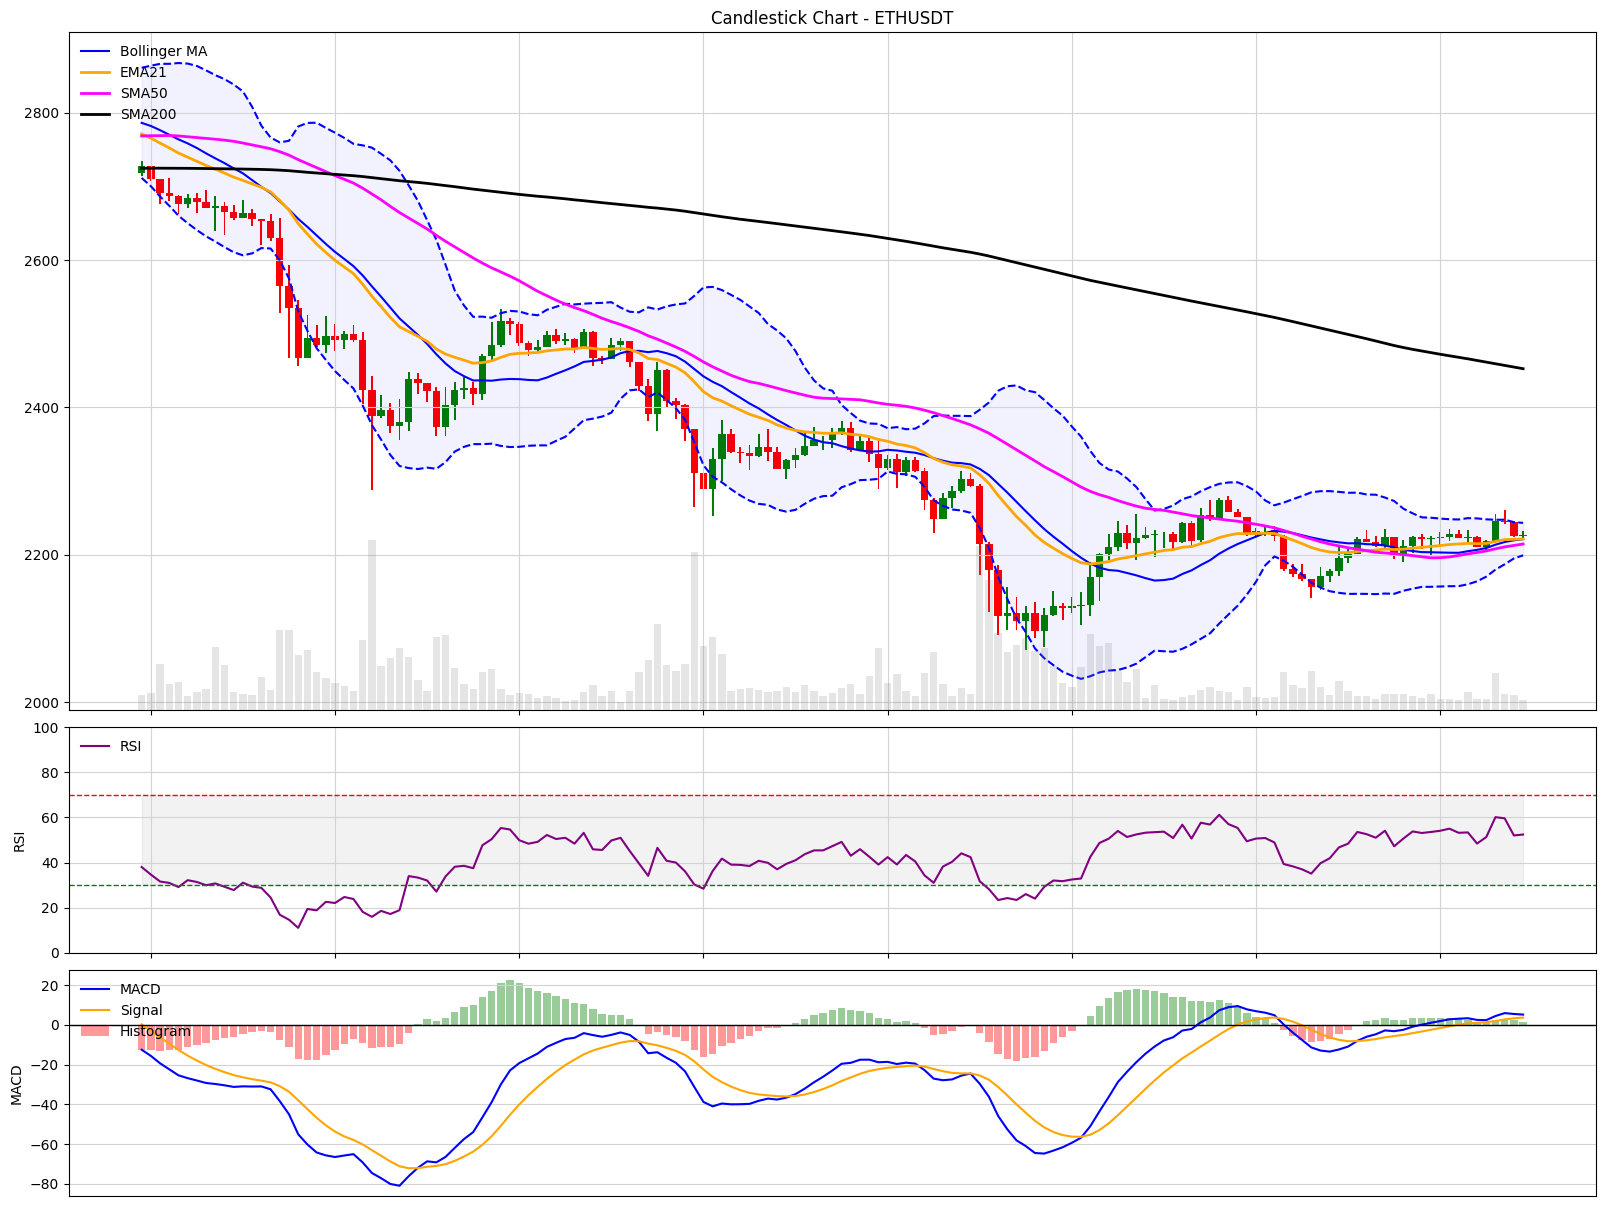 Candlestick Chart - ETHUSDT
Bollinger MA
EMA21
SMA50
SMA200
2800
2600
2400
2200
2000
RSI
100
80
60
40
20
0
RSI
MACD
Signal
Histogram
20
0
−20
−40
−60
−80
MACD